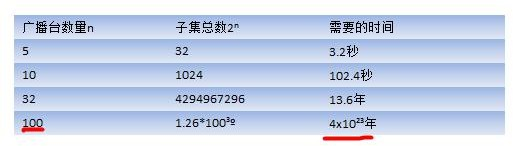 广播台数量n 子集总数2ⁿ 需要的时间
5 32 3.2秒
10 1024 102.4秒
32 4294967296 13.6年
100 1.26*100³º 4x10²³年